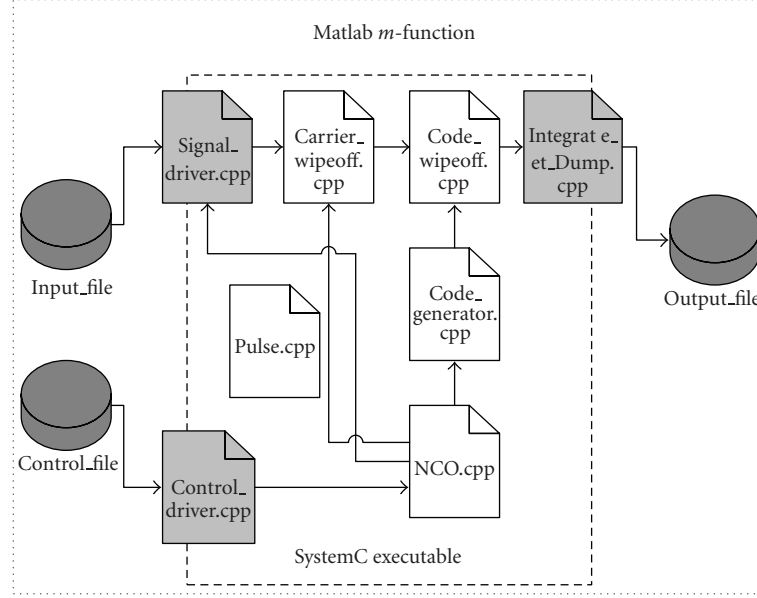 Matlab m-function
Signal_
driver.cpp
Carrier_
wipeoff.
cpp
Code_
wipeoff.
cpp
Integrat e_
et_Dump.
cpp
Input_file
Output_file
Pulse.cpp
Code_
generator.
cpp
Control_file
Control_
driver.cpp
NCO.cpp
SystemC executable